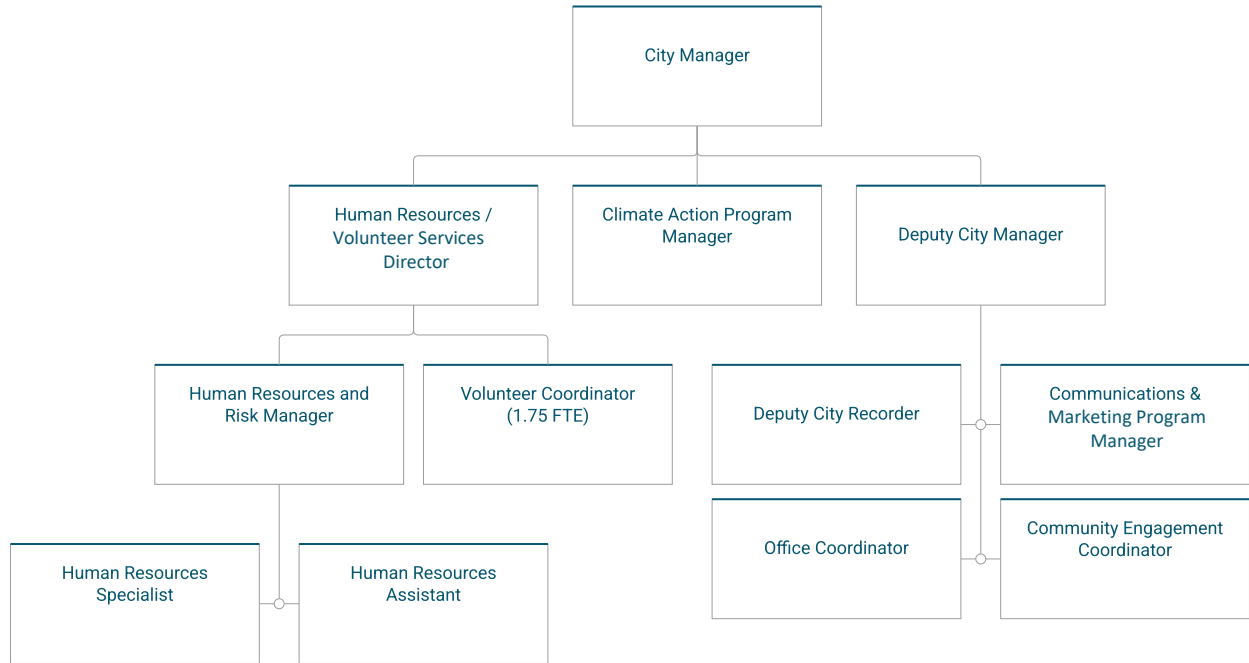 City Manager
Human Resources /
Volunteer Services
Director
Climate Action Program
Manager
Deputy City Manager
Human Resources and
Risk Manager
Volunteer Coordinator
(1.75 FTE)
Deputy City Recorder
Communications &
Marketing Program
Manager
Office Coordinator
Community Engagement
Coordinator
Human Resources
Specialist
Human Resources
Assistant